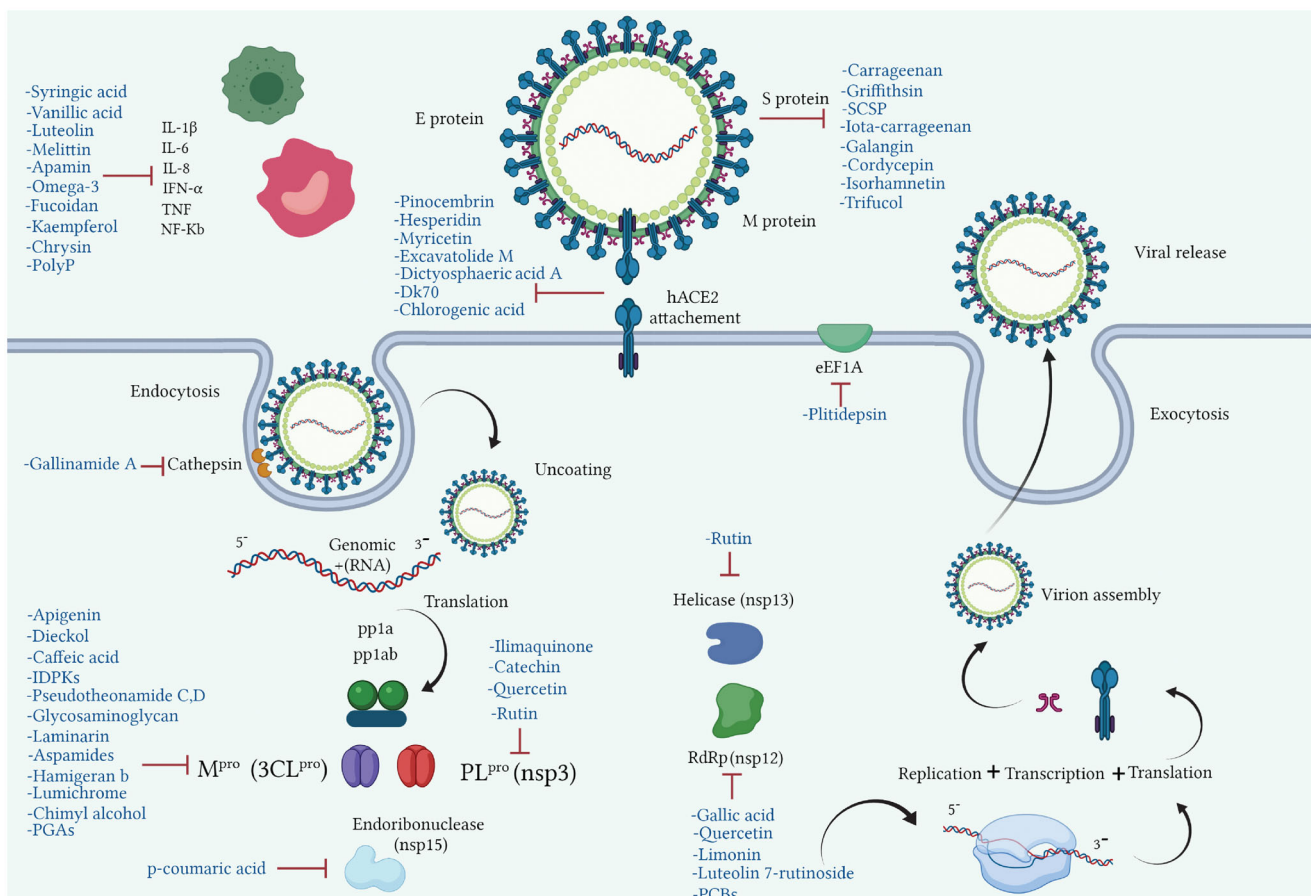 -Syringic acid
-Vanillic acid
-Luteolin
-Melittin
-Apamin
-Omega-3
-Fucoidan
-Kaempferol
-Chrysin
-PolyP
IL-1β
IL-6
IL-8
IFN-α
TNF
NF-Kb
E protein
S protein
M protein
-Carrageenan
-Griffithsin
-SCSP
-Iota-carrageenan
-Galangin
-Cordycepin
-Isorhamnetin
-Trifucol
-Pinocembrin
-Hesperidin
-Myricetin
-Excavatolide M
-Dictyosphaeric acid A
-Dk70
-Chlorogenic acid
hACE2
attachement
Viral release
eEF1A
-Plitidepsin
Exocytosis
Endocytosis
-Gallinamide A
Cathepsin
Uncoating
5-
Genomic
+(RNA)
3-
Translation
pp1a
pp1ab
-Apigenin
-Dieckol
-Caffeic acid
-IDPKs
-Pseudotheonamide C,D
-Glycosaminoglycan
-Laminarin
-Aspamides
-Hamigeran b
-Lumichrome
-Chimyl alcohol
-PGAs
Mpro (3CLpro)
-Ilimaquinone
-Catechin
-Quercetin
-Rutin
PLpro (nsp3)
Endoribonuclease
(nsp15)
p-coumaric acid
-Rutin
Helicase (nsp13)
RdRp (nsp12)
-Gallic acid
-Quercetin
-Limonin
-Luteolin 7-rutinoside
-PCBs
Virion assembly
Replication + Transcription + Translation
5-
3-